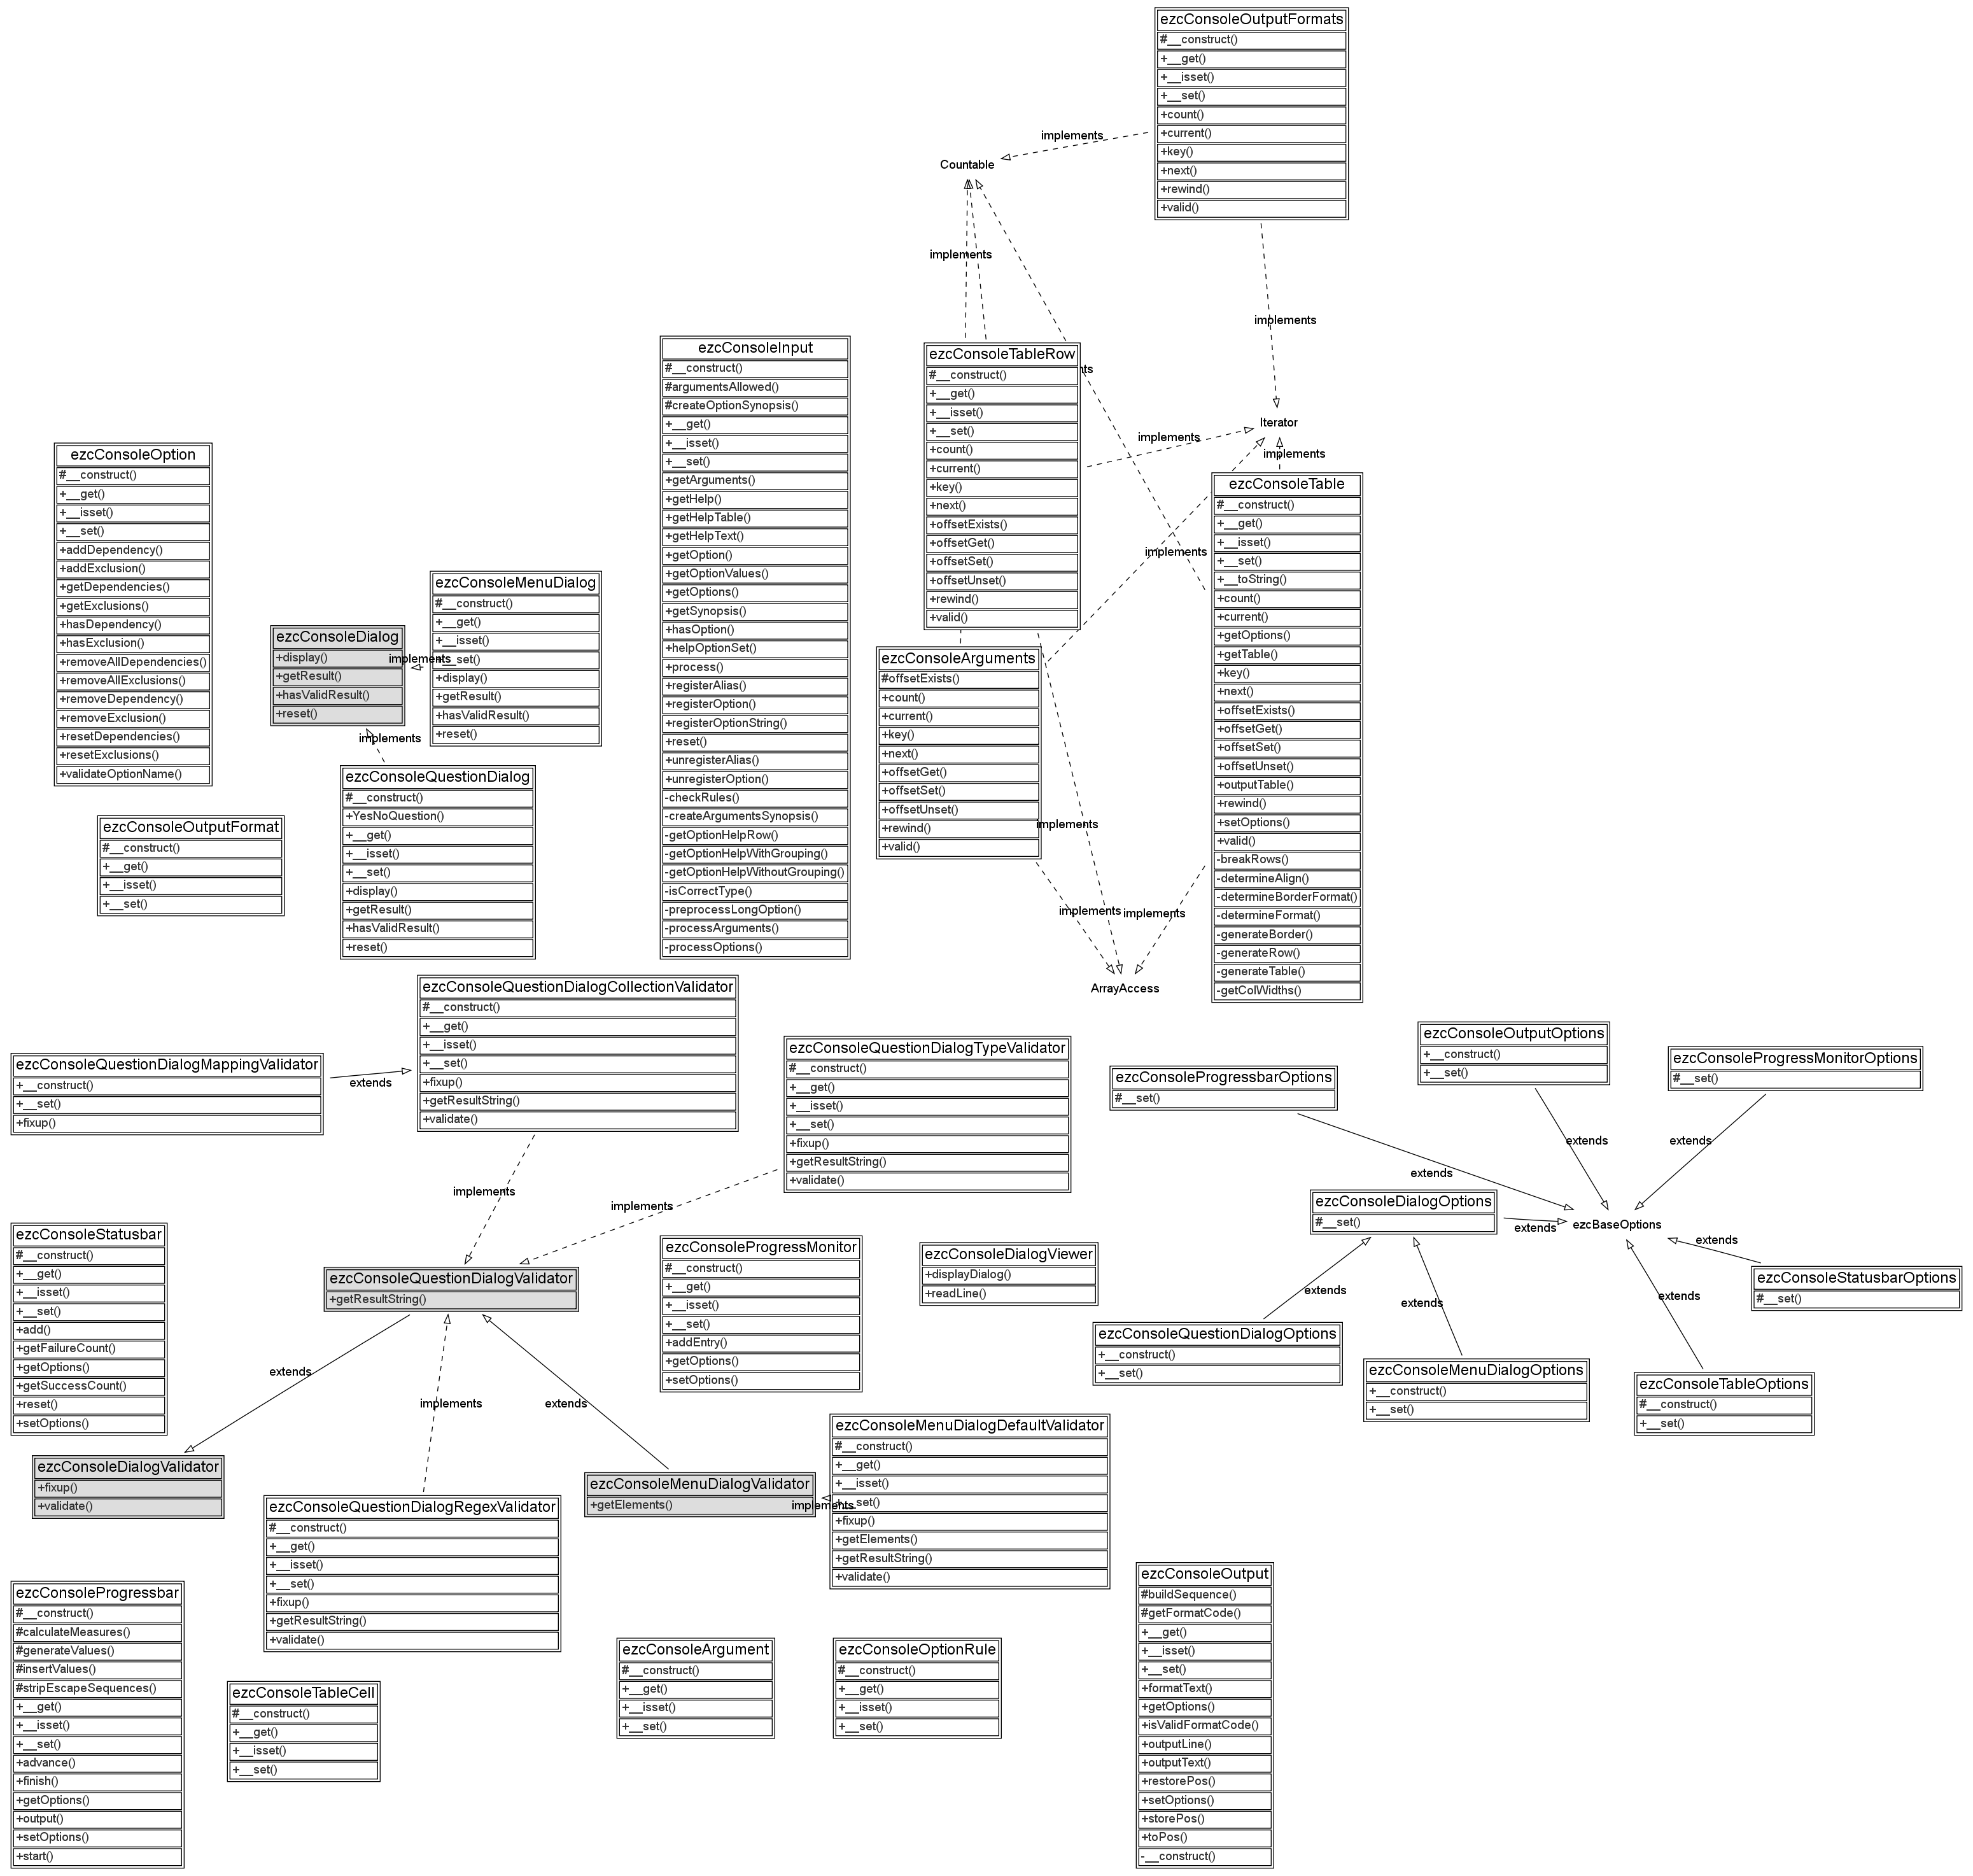 ezcConsoleOutputFormats
#__construct()
+__get()
+__isset()
+__set()
+count()
+current()
+key()
+next()
+rewind()
+valid()
implements
Countable
implements
implements
ezcConsoleInput
#__construct()
#argumentsAllowed()
#createOptionSynopsis()
+__get()
+__isset()
+__set()
+getArguments()
+getHelp()
+getHelpTable()
+getHelpText()
+getOption()
+getOptionValues()
+getOptions()
+getSynopsis()
+hasOption()
+helpOptionSet()
+process()
+registerAlias()
+registerOption()
+registerOptionString()
+reset()
+unregisterAlias()
+unregisterOption()
-checkRules()
-createArgumentsSynopsis()
-getOptionHelpRow()
-getOptionHelpWithGrouping()
-getOptionHelpWithoutGrouping()
-isCorrectType()
-preprocessLongOption()
-processArguments()
-processOptions()
ezcConsoleTableRow
#__construct()
+__get()
+__isset()
+__set()
+count()
+current()
+key()
+next()
+offsetExists()
+offsetGet()
+offsetSet()
+offsetUnset()
+rewind()
+valid()
Iterator
implements
implements
implements
ezcConsoleTable
#__construct()
+__get()
+__isset()
+__set()
+__toString()
+count()
+current()
+getOptions()
+getTable()
+key()
+next()
+offsetExists()
+offsetGet()
+offsetSet()
+offsetUnset()
+outputTable()
+rewind()
+setOptions()
+valid()
-breakRows()
-determineAlign()
-determineBorderFormat()
-determineFormat()
-generateBorder()
-generateRow()
-generateTable()
-getColWidths()
ezcConsoleOption
#__construct()
+__get()
+__isset()
+__set()
+addDependency()
+addExclusion()
+getDependencies()
+getExclusions()
+hasDependency()
+hasExclusion()
+removeAllDependencies()
+removeAllExclusions()
+removeDependency()
+removeExclusion()
+resetDependencies()
+resetExclusions()
+validateOptionName()
ezcConsoleMenuDialog
#__construct()
+__get()
+__isset()
+__set()
+display()
+getResult()
+hasValidResult()
+reset()
ezcConsoleDialog
+display()
+getResult()
+hasValidResult()
+reset()
implements
implements
ezcConsoleArguments
#offsetExists()
+count()
+current()
+key()
+next()
+offsetGet()
+offsetSet()
+offsetUnset()
+rewind()
+valid()
implements
implements
implements
ArrayAccess
ezcConsoleQuestionDialog
#__construct()
+YesNoQuestion()
+__get()
+__isset()
+__set()
+display()
+getResult()
+hasValidResult()
+reset()
ezcConsoleOutputFormat
#__construct()
+__get()
+__isset()
+__set()
ezcConsoleQuestionDialogCollectionValidator
#__construct()
+__get()
+__isset()
+__set()
+fixup()
+getResultString()
+validate()
ezcConsoleQuestionDialogMappingValidator
+__construct()
+__set()
+fixup()
extends
ezcConsoleQuestionDialogTypeValidator
#__construct()
+__get()
+__isset()
+__set()
+fixup()
+getResultString()
+validate()
implements
implements
ezcConsoleProgressbarOptions
#__set()
ezcConsoleOutputOptions
+__construct()
+__set()
ezcConsoleProgressMonitorOptions
#__set()
extends
extends
extends
ezcConsoleDialogOptions
#__set()
extends
ezcBaseOptions
extends
ezcConsoleStatusbarOptions
#__set()
extends
extends
extends
ezcConsoleQuestionDialogOptions
+__construct()
+__set()
ezcConsoleMenuDialogOptions
+__construct()
+__set()
ezcConsoleTableOptions
#__construct()
+__set()
ezcConsoleStatusbar
#__construct()
+__get()
+__isset()
+__set()
+add()
+getFailureCount()
+getOptions()
+getSuccessCount()
+reset()
+setOptions()
ezcConsoleQuestionDialogValidator
+getResultString()
ezcConsoleProgressMonitor
#__construct()
+__get()
+__isset()
+__set()
+addEntry()
+getOptions()
+setOptions()
ezcConsoleDialogViewer
+displayDialog()
+readLine()
extends
implements
extends
ezcConsoleDialogValidator
+fixup()
+validate()
ezcConsoleQuestionDialogRegexValidator
#__construct()
+__get()
+__isset()
+__set()
+fixup()
+getResultString()
+validate()
ezcConsoleMenuDialogValidator
+getElements()
implements
ezcConsoleMenuDialogDefaultValidator
#__construct()
+__get()
+__isset()
+__set()
+fixup()
+getElements()
+getResultString()
+validate()
ezcConsoleProgressbar
#__construct()
#calculateMeasures()
#generateValues()
#insertValues()
#stripEscapeSequences()
+__get()
+__isset()
+__set()
+advance()
+finish()
+getOptions()
+output()
+setOptions()
+start()
ezcConsoleTableCell
#__construct()
+__get()
+__isset()
+__set()
ezcConsoleArgument
#__construct()
+__get()
+__isset()
+__set()
ezcConsoleOptionRule
#__construct()
+__get()
+__isset()
+__set()
ezcConsoleOutput
#buildSequence()
#getFormatCode()
+__get()
+__isset()
+__set()
+formatText()
+getOptions()
+isValidFormatCode()
+outputLine()
+outputText()
+restorePos()
+setOptions()
+storePos()
+toPos()
-__construct()